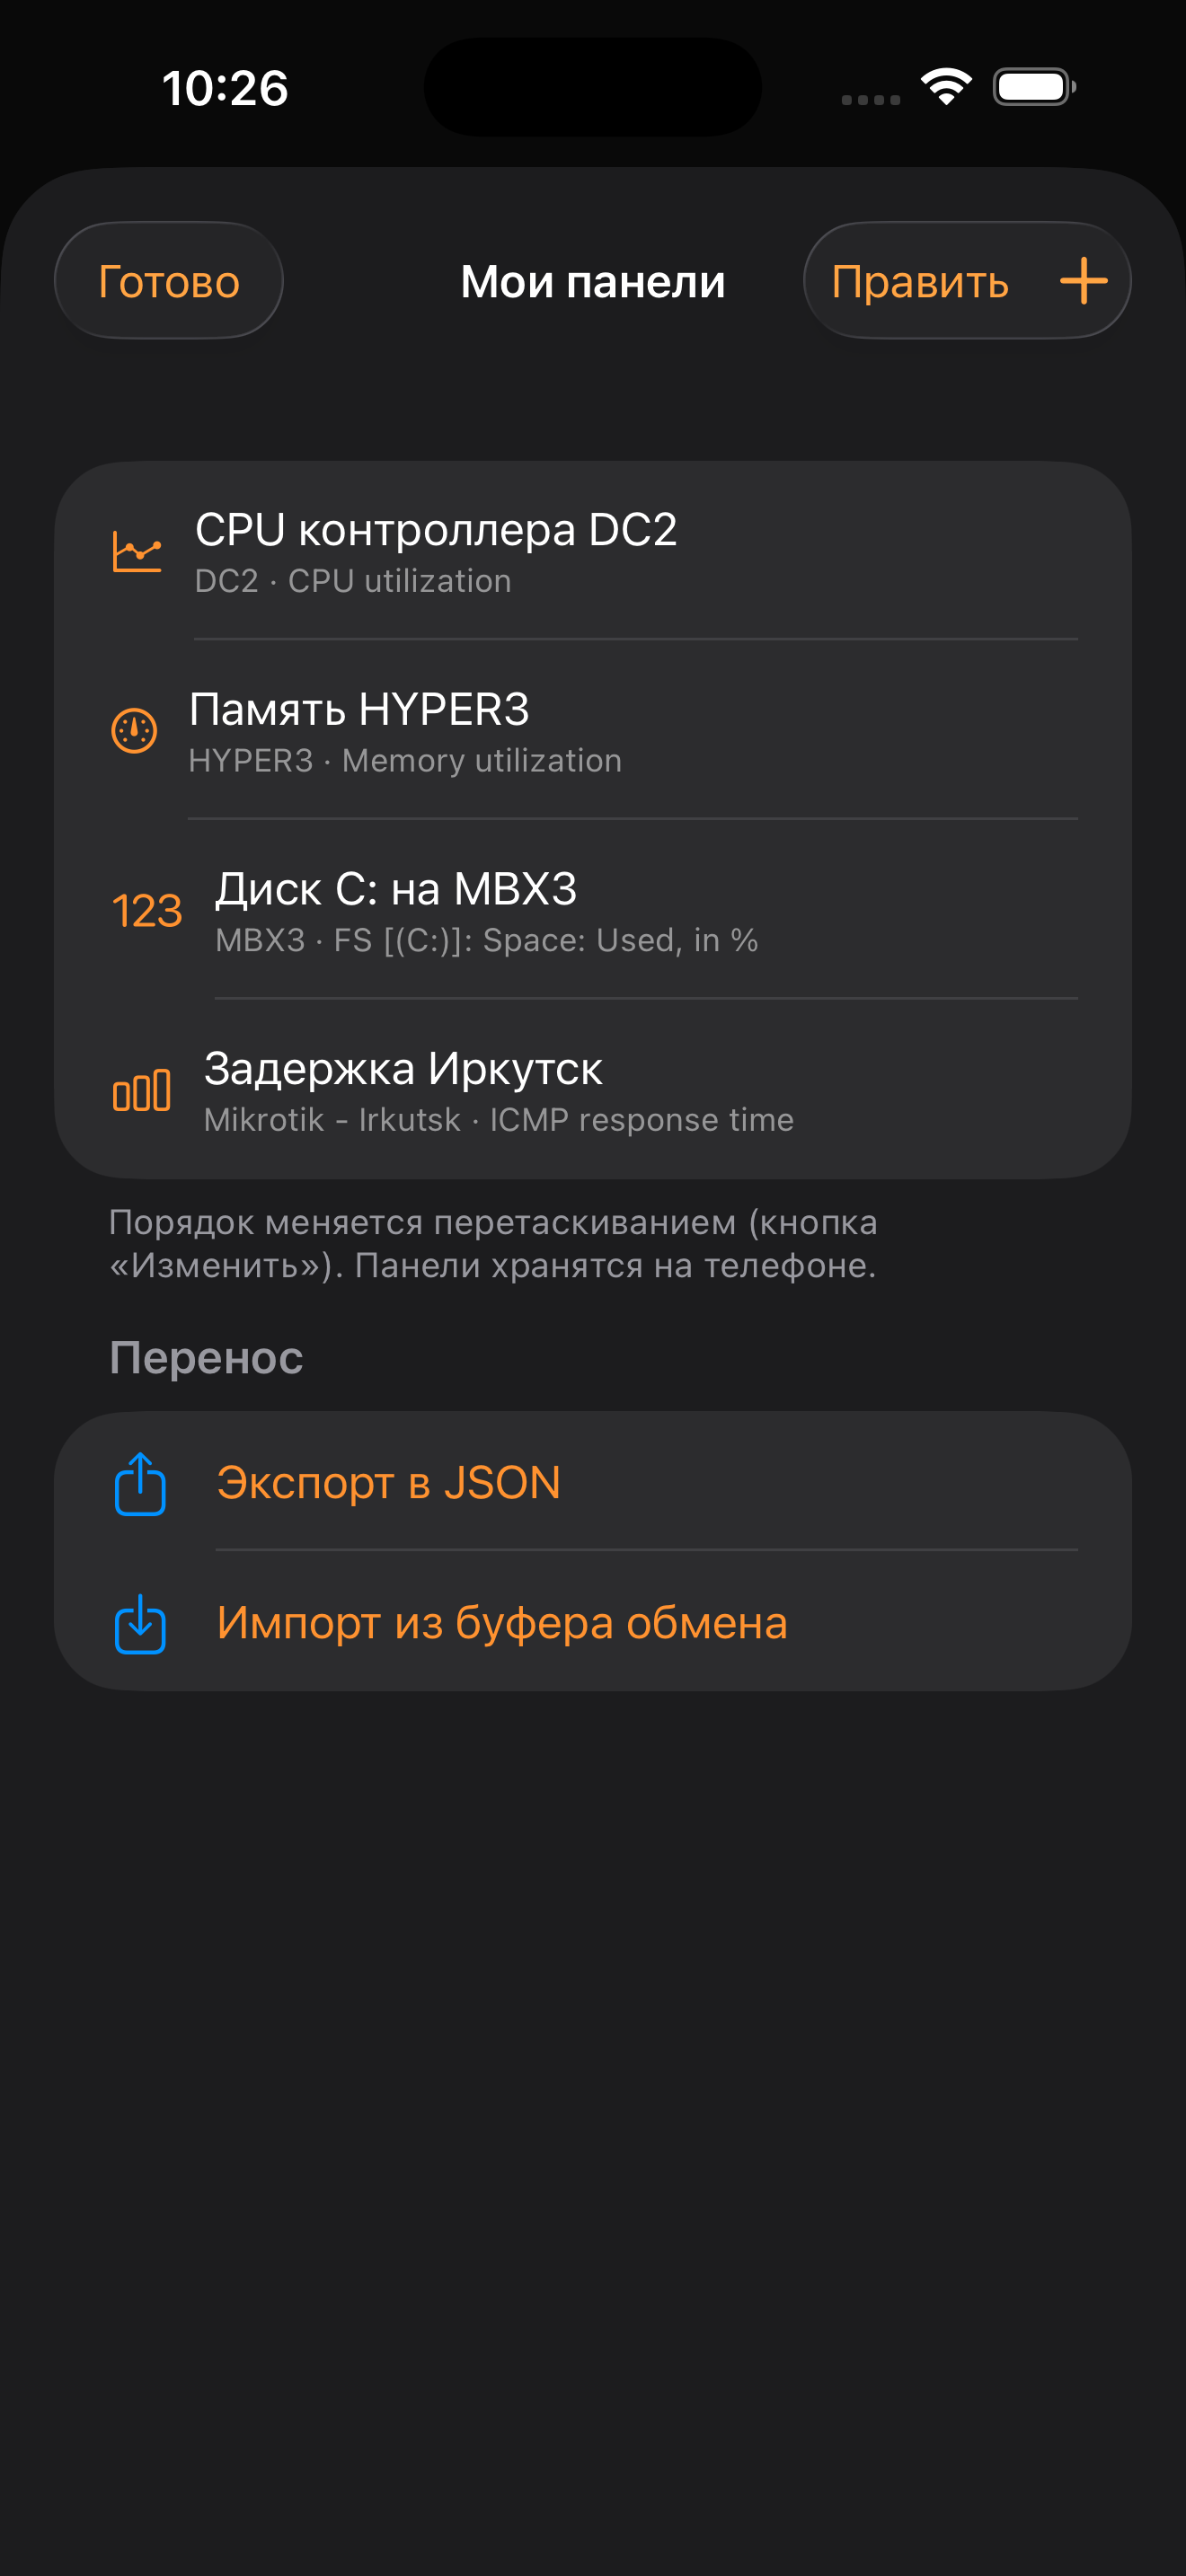 10:26
Готово
Мои панели
Править
CPU контроллера DC2
DC2 · CPU utilization
Память HYPER3
HYPER3 · Memory utilization
123
Диск C: на MBX3
MBX3 · FS [(C:)]: Space: Used, in %
Задержка Иркутск
Mikrotik - Irkutsk · ICMP response time
Порядок меняется перетаскиванием (кнопка
«Изменить»). Панели хранятся на телефоне.
Перенос
Экспорт в JSON
Импорт из буфера обмена